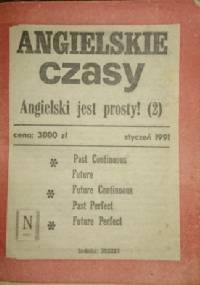 ANGIELSKIE
czasy
Angielski jest prosty! (2)
cena: 3000 zł styczeń 1991
* Past Continuous
Future
* Future Continuous
Past Perfect
* Future Perfect
N